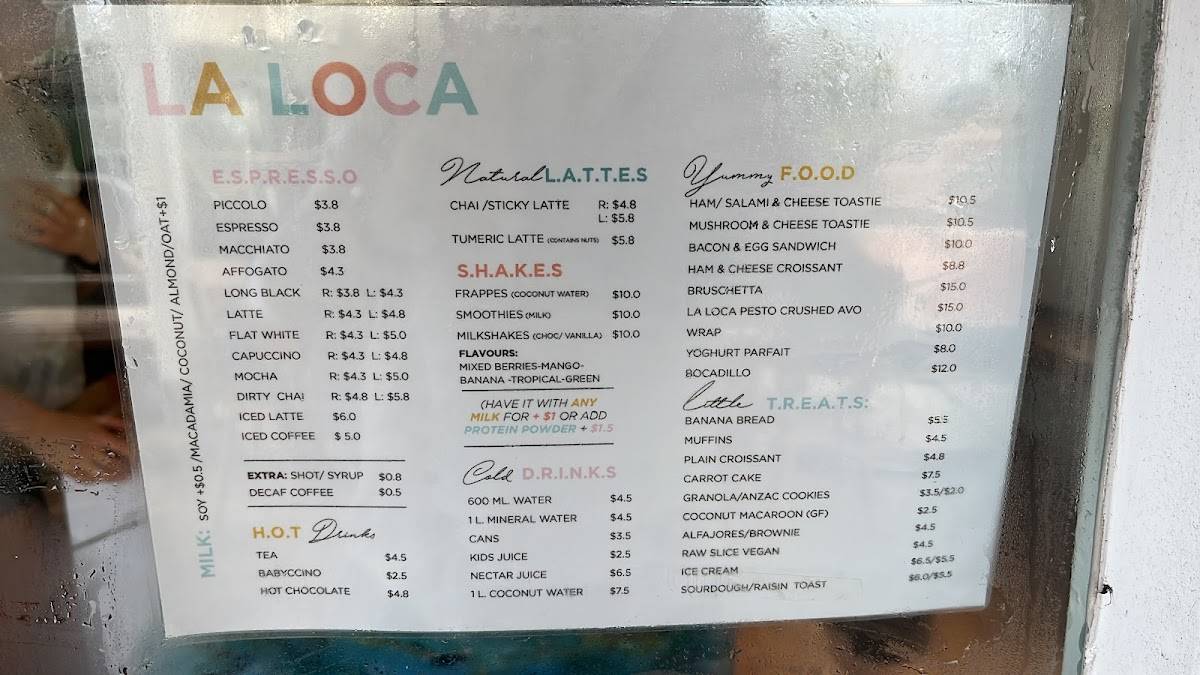 LA LOCA
MILK: SOY +$0.5 /MACADAMIA/ COCONUT/ ALMOND/OAT+$1
E.S.P.R.E.S.S.O
PICCOLO $3.8
ESPRESSO $3.8
MACCHIATO $3.8
AFFOGATO $4.3
LONG BLACK R: $3.8 L: $4.3
LATTE R: $4.3 L: $4.8
FLAT WHITE R: $4.3 L: $5.0
CAPUCCINO R: $4.3 L: $4.8
MOCHA R: $4.3 L: $5.0
DIRTY CHAI R: $4.8 L: $5.8
ICED LATTE $6.0
ICED COFFEE $ 5.0
EXTRA: SHOT/ SYRUP $0.8
DECAF COFFEE $0.5
H.O.T Drinks
TEA $4.5
BABYCCINO $2.5
HOT CHOCOLATE $4.8
Natural L.A.T.T.E.S
CHAI /STICKY LATTE R: $4.8
L: $5.8
TUMERIC LATTE (CONTAINS NUTS) $5.8
S.H.A.K.E.S
FRAPPES (COCONUT WATER) $10.0
SMOOTHIES (MILK) $10.0
MILKSHAKES (CHOC/ VANILLA) $10.0
FLAVOURS:
MIXED BERRIES-MANGO-
BANANA -TROPICAL-GREEN
(HAVE IT WITH ANY
MILK FOR + $1 OR ADD
PROTEIN POWDER + $1.5
Cold D.R.I.N.K.S
600 ML. WATER $4.5
1 L. MINERAL WATER $4.5
CANS $3.5
KIDS JUICE $2.5
NECTAR JUICE $6.5
1 L. COCONUT WATER $7.5
Yummy F.O.O.D
HAM/ SALAMI & CHEESE TOASTIE $10.5
MUSHROOM & CHEESE TOASTIE $10.5
BACON & EGG SANDWICH $10.0
HAM & CHEESE CROISSANT $8.8
BRUSCHETTA $15.0
LA LOCA PESTO CRUSHED AVO $15.0
WRAP $10.0
YOGHURT PARFAIT $8.0
BOCADILLO $12.0
Little T.R.E.A.T.S:
BANANA BREAD $5.5
MUFFINS $4.5
PLAIN CROISSANT $4.8
CARROT CAKE $7.5
GRANOLA/ANZAC COOKIES $3.5/$2.0
COCONUT MACAROON (GF) $2.5
ALFAJORES/BROWNIE $4.5
RAW SLICE VEGAN $4.5
ICE CREAM $6.5/$5.5
SOURDOUGH/RAISIN TOAST $6.0/$5.5